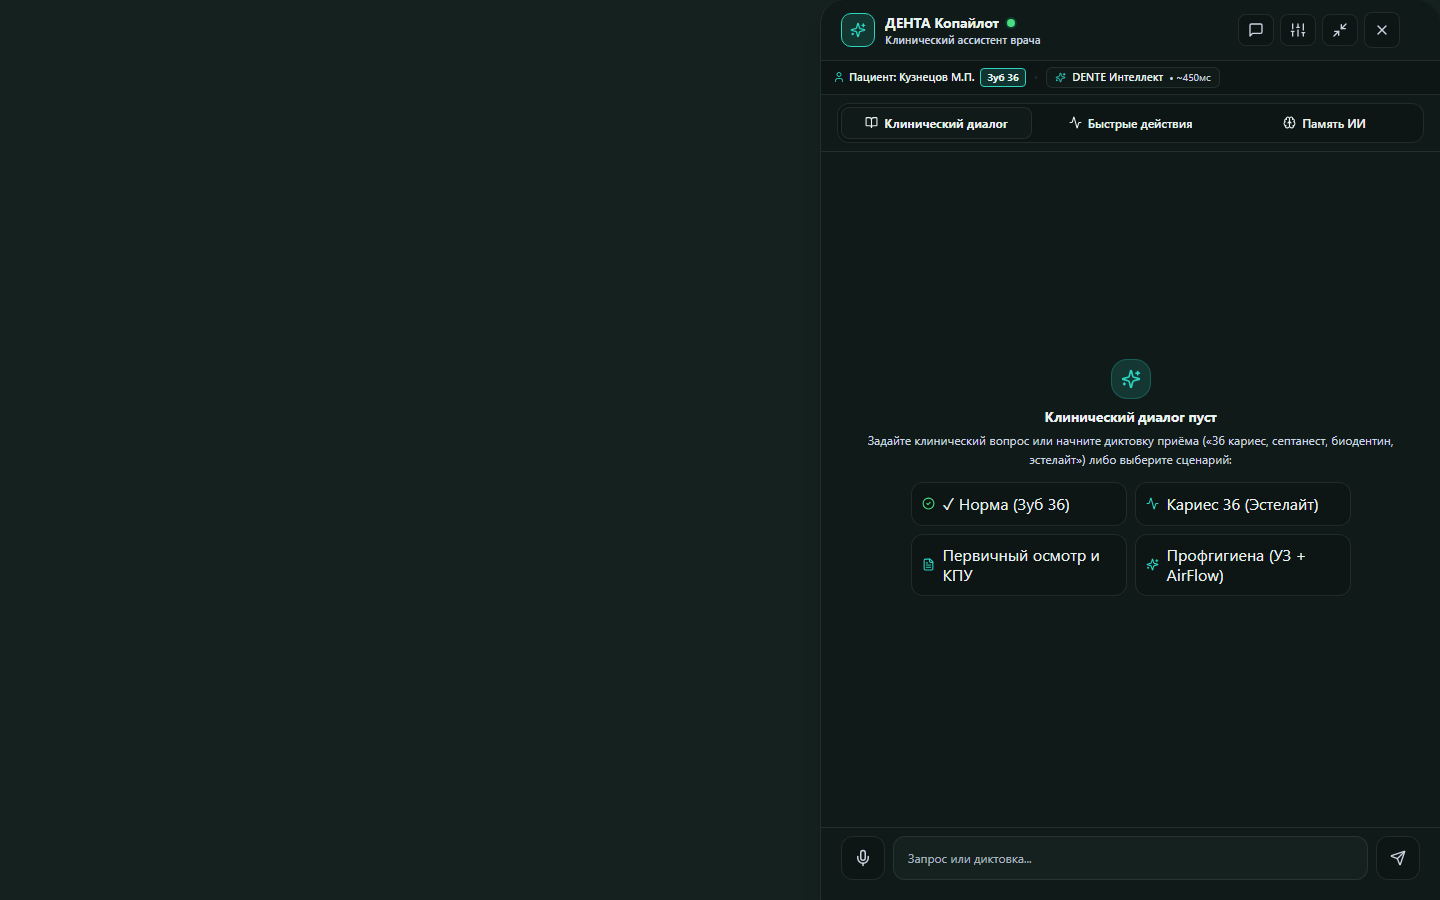 ДЕНТА Копайлот
Клинический ассистент врача
Пациент: Кузнецов М.П. Зуб 36 · DENTE Интеллект • ~450мс
Клинический диалог Быстрые действия Память ИИ
Клинический диалог пуст
Задайте клинический вопрос или начните диктовку приёма («36 кариес, септанест, биодентин,
эстелайт») либо выберите сценарий:
✓ Норма (Зуб 36)
Кариес 36 (Эстелайт)
Первичный осмотр и
КПУ
Профгигиена (УЗ +
AirFlow)
Запрос или диктовка...